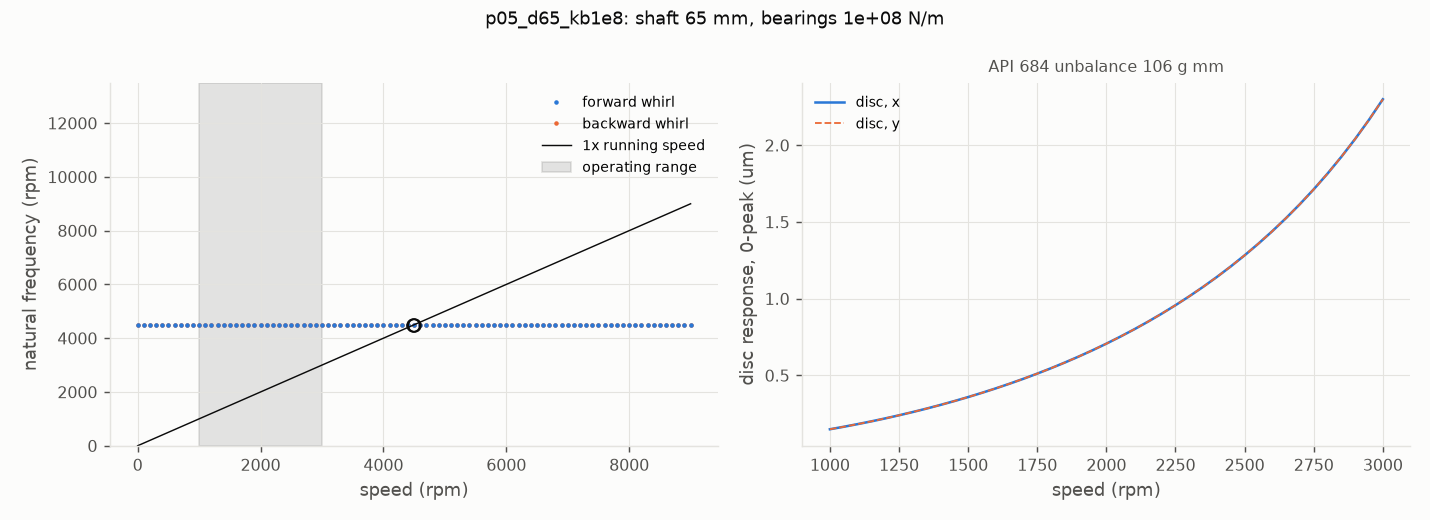 p05_d65_kb1e8: shaft 65 mm, bearings 1e+08 N/m
natural frequency (rpm)
12000
10000
8000
6000
4000
2000
0
forward whirl
backward whirl
1x running speed
operating range
0 2000 4000 6000 8000
speed (rpm)
API 684 unbalance 106 g mm
disc response, 0-peak (um)
2.0
1.5
1.0
0.5
disc, x
disc, y
1000 1250 1500 1750 2000 2250 2500 2750 3000
speed (rpm)